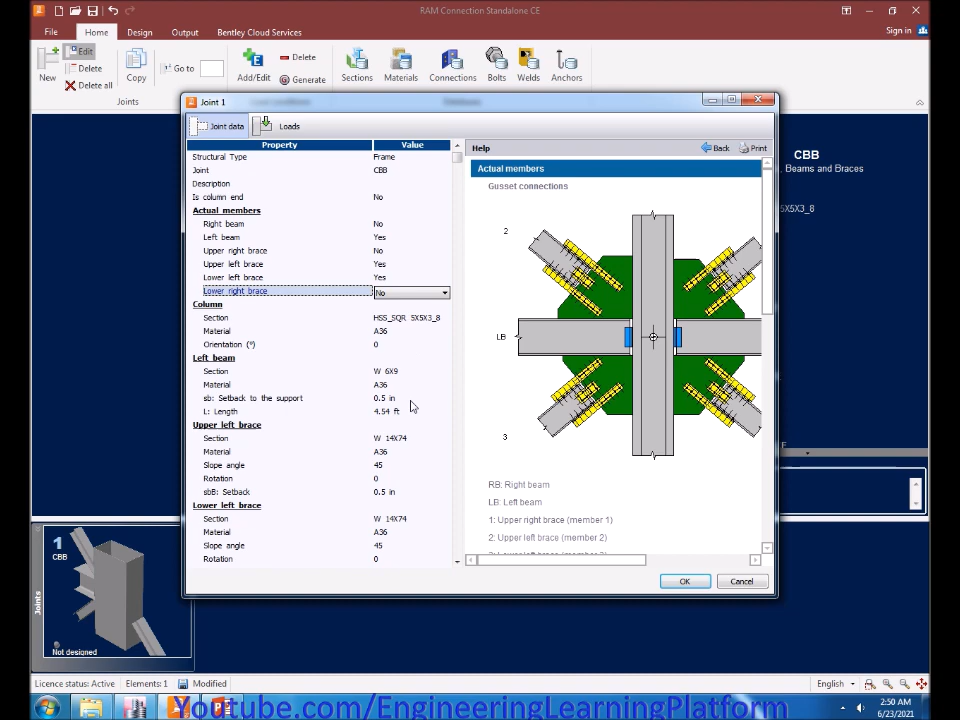 RAM Connection Standalone CE
File Home Design Output Bentley Cloud Services Sign in
Edit
Delete
Delete all
New
Copy
Go to
Add/Edit
Delete
Generate
Sections Materials Connections Bolts Welds Anchors
Joints
Joint 1
Joint data Loads
Property Value
Structural Type Frame
Joint CBB
Description
Is column end No
Actual members
Right beam No
Left beam Yes
Upper right brace No
Upper left brace Yes
Lower left brace Yes
Lower right brace No
Column
Section HSS_SQR 5X5X3_8
Material A36
Orientation (°) 0
Left beam
Section W 6X9
Material A36
sb: Setback to the support 0.5 in
L: Length 4.54 ft
Upper left brace
Section W 14X74
Material A36
Slope angle 45
Rotation 0
sbB: Setback 0.5 in
Lower left brace
Section W 14X74
Material A36
Slope angle 45
Rotation 0
Help Back Print
Actual members
Gusset connections
2
LB
3
RB: Right beam
LB: Left beam
1: Upper right brace (member 1)
2: Upper left brace (member 2)
OK Cancel
CBB
, Beams and Braces
5X5X3_8
1
CBB
Joints
Not designed
Licence status: Active Elements: 1 Modified English
Youtube.com/EngineeringLearningPlatform
2:50 AM
6/23/2021